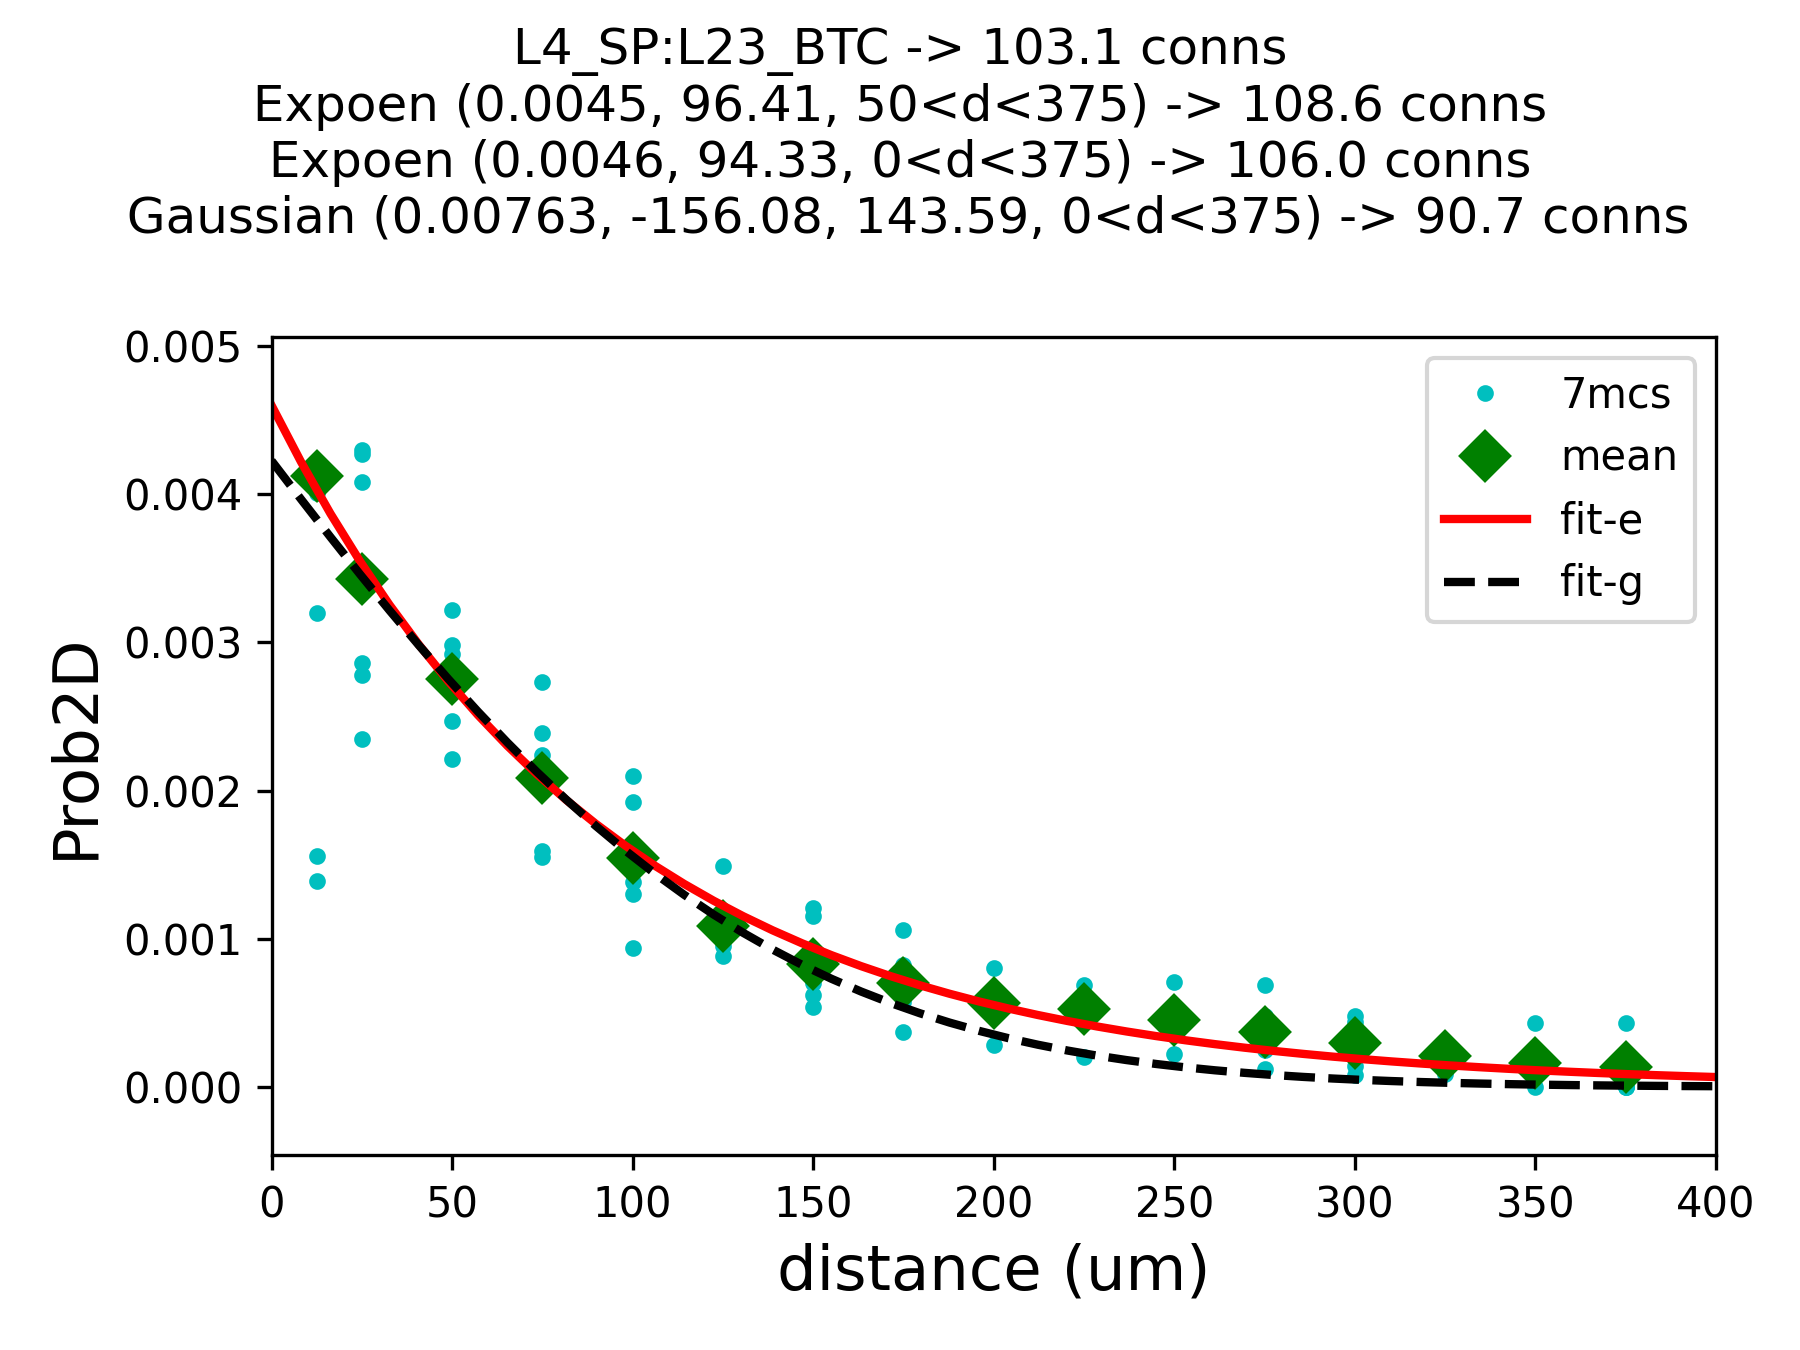 L4_SP:L23_BTC -> 103.1 conns
Expoen (0.0045, 96.41, 50<d<375) -> 108.6 conns
Expoen (0.0046, 94.33, 0<d<375) -> 106.0 conns
Gaussian (0.00763, -156.08, 143.59, 0<d<375) -> 90.7 conns
0.005
0.004
0.003
0.002
0.001
0.000
Prob2D
7mcs
mean
fit-e
fit-g
0 50 100 150 200 250 300 350 400
distance (um)